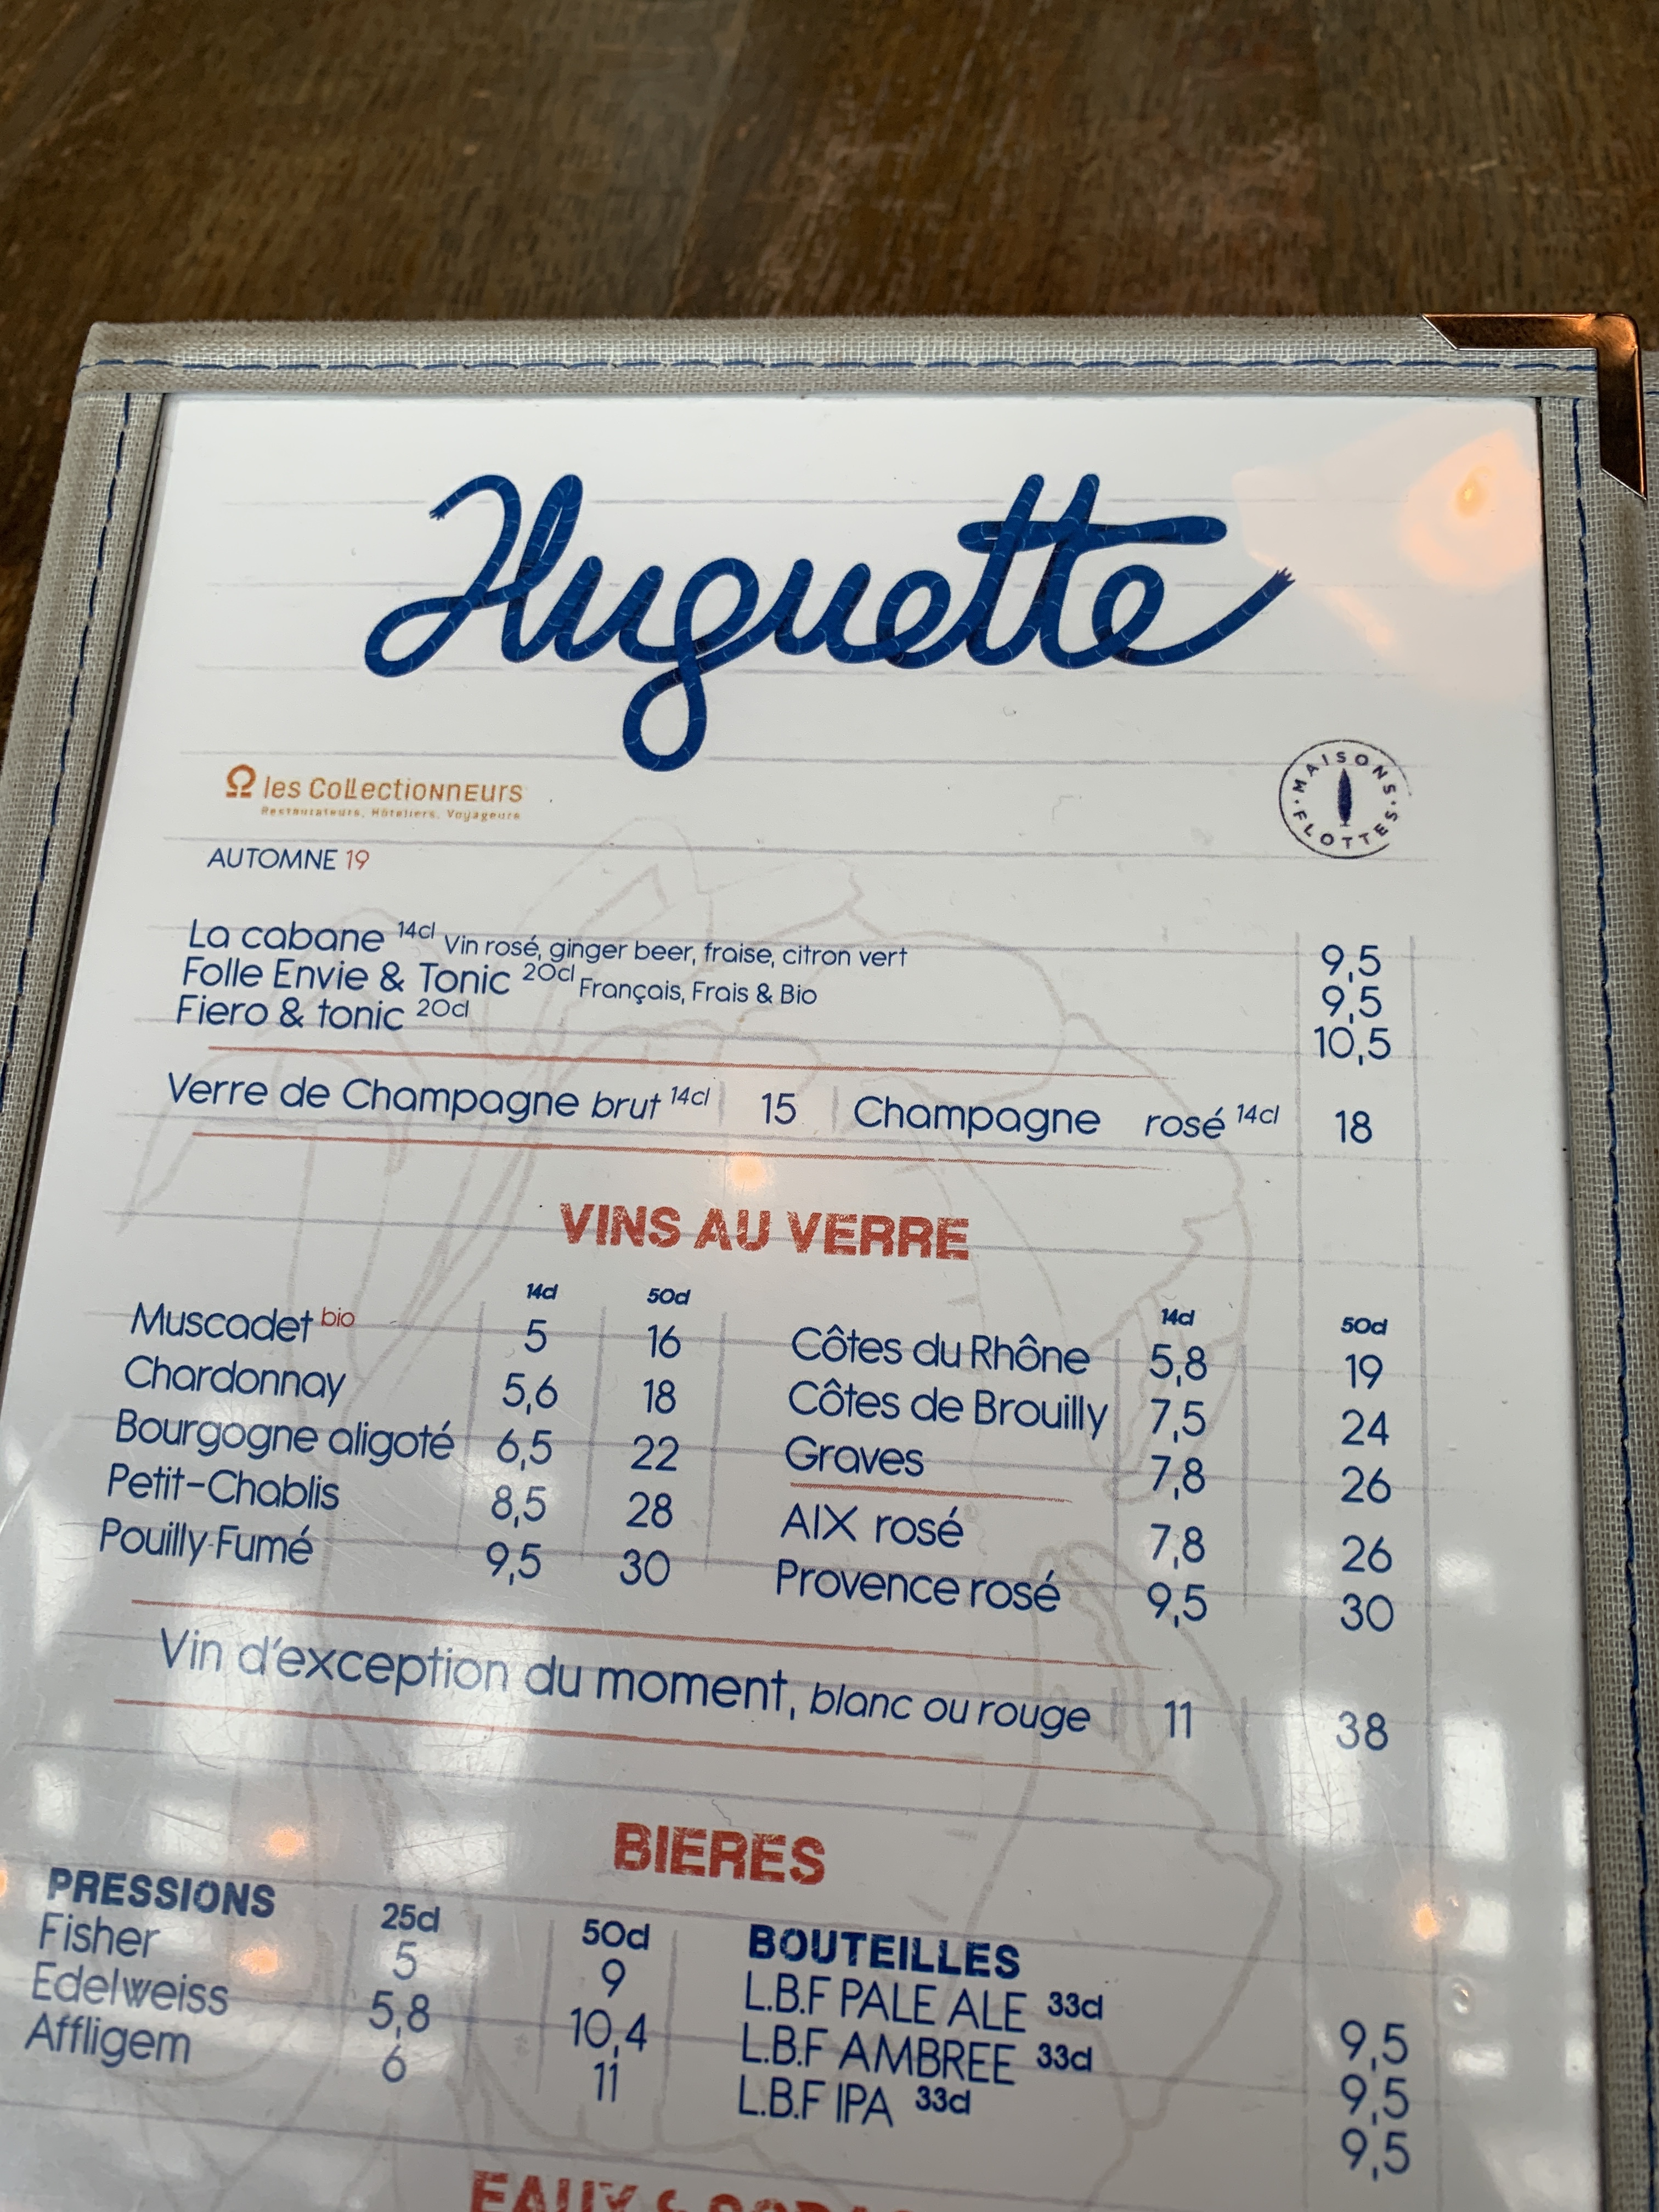 Huguette
les Collectionneurs
Restaurateurs, Hôteliers, Voyageurs
MAISONS FLOTTES
AUTOMNE 19
La cabane 14cl Vin rosé, ginger beer, fraise, citron vert 9,5
Folle Envie & Tonic 20cl Français, Frais & Bio 9,5
Fiero & tonic 20cl 10,5
Verre de Champagne brut 14cl 15 Champagne rosé 14cl 18
VINS AU VERRE
14cl 50cl
Muscadet bio 5 16
Chardonnay 5,6 18
Bourgogne aligoté 6,5 22
Petit-Chablis 8,5 28
Pouilly-Fumé 9,5 30
14cl 50cl
Côtes du Rhône 5,8 19
Côtes de Brouilly 7,5 24
Graves 7,8 26
AIX rosé 7,8 26
Provence rosé 9,5 30
Vin d'exception du moment, blanc ou rouge 11 38
BIERES
PRESSIONS 25cl 50cl
Fisher 5 9
Edelweiss 5,8 10,4
Affligem 6 11
BOUTEILLES
L.B.F PALE ALE 33cl 9,5
L.B.F AMBREE 33cl 9,5
L.B.F IPA 33cl 9,5
EAUX &